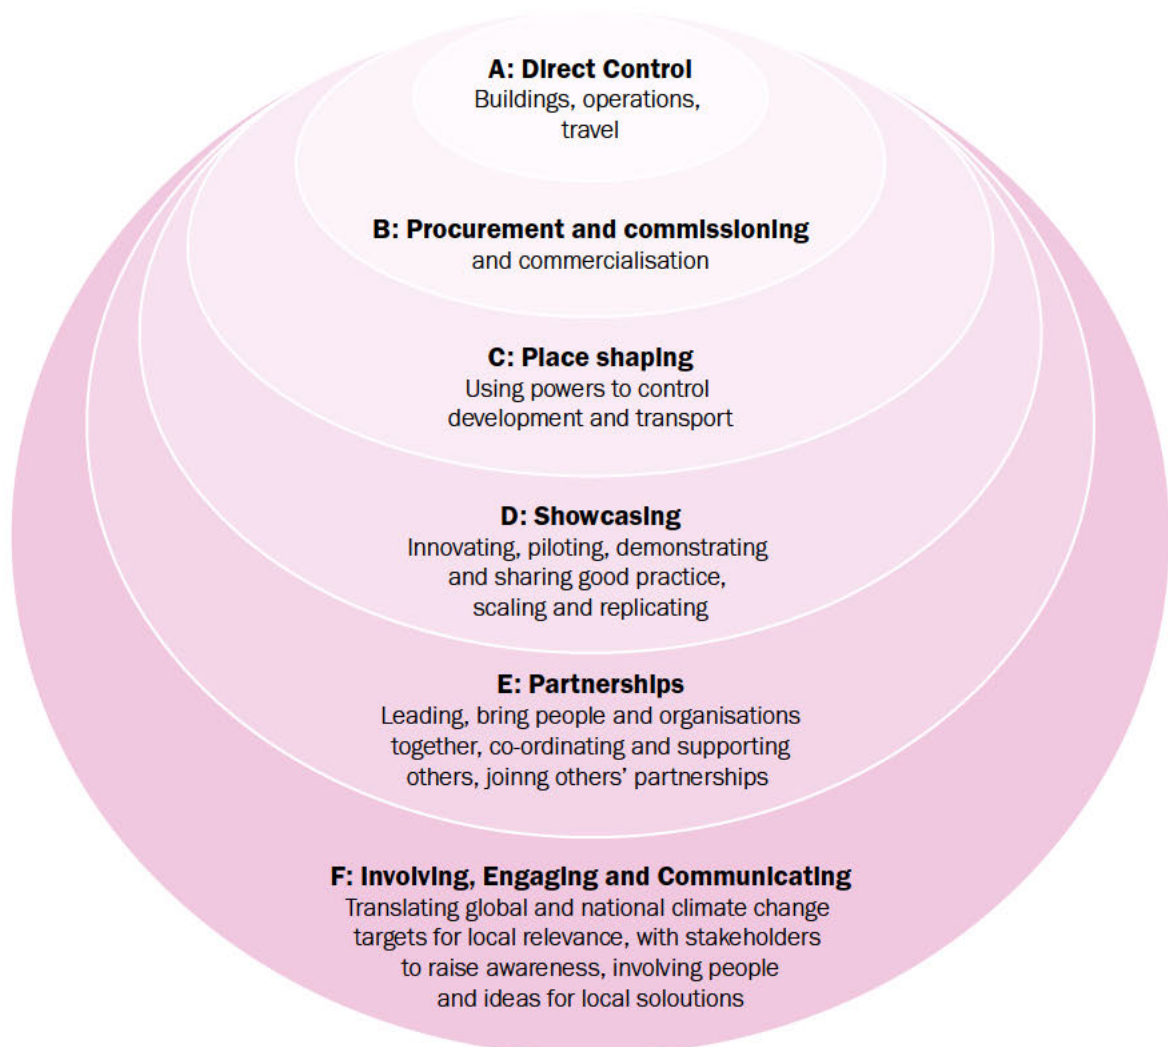 A: Direct Control
Buildings, operations,
travel
B: Procurement and commissioning
and commercialisation
C: Place shaping
Using powers to control
development and transport
D: Showcasing
Innovating, piloting, demonstrating
and sharing good practice,
scaling and replicating
E: Partnerships
Leading, bring people and organisations
together, co-ordinating and supporting
others, joinng others’ partnerships
F: Involving, Engaging and Communicating
Translating global and national climate change
targets for local relevance, with stakeholders
to raise awareness, involving people
and ideas for local soloutions